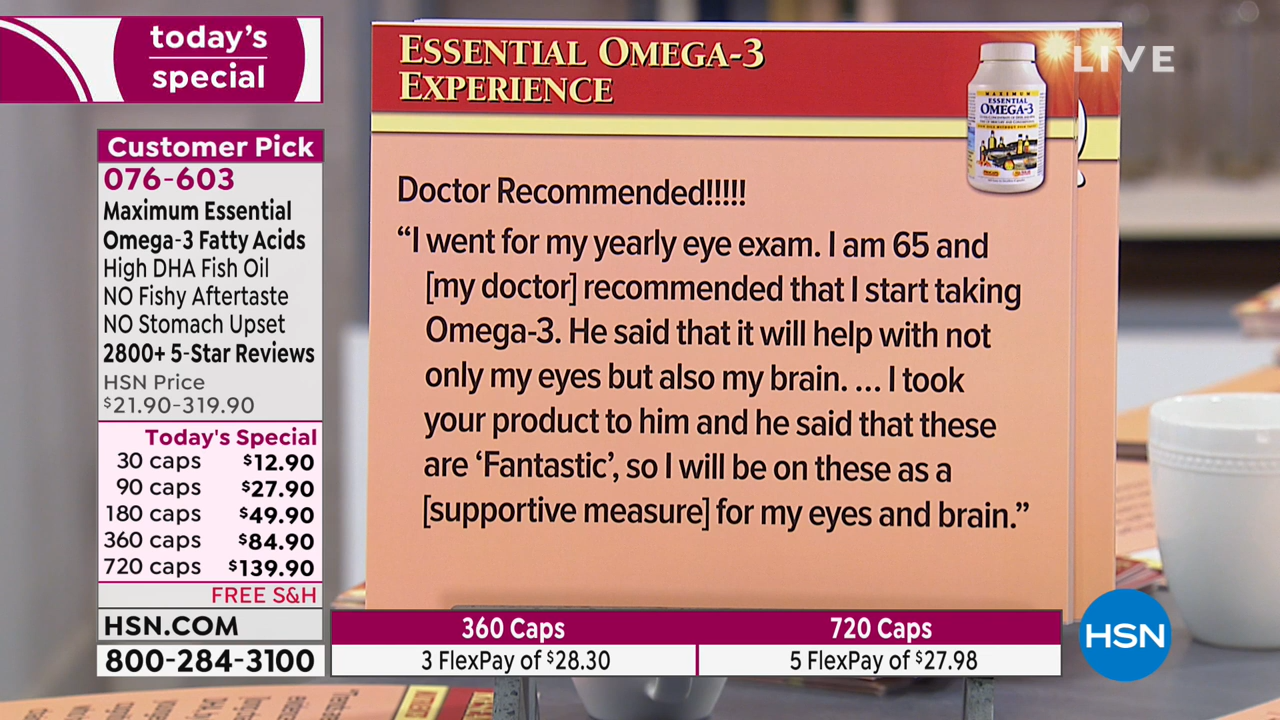 today's
special
Customer Pick
076-603
Maximum Essential
Omega-3 Fatty Acids
High DHA Fish Oil
NO Fishy Aftertaste
NO Stomach Upset
2800+ 5-Star Reviews
HSN Price
$21.90-319.90
Today's Special
30 caps $12.90
90 caps $27.90
180 caps $49.90
360 caps $84.90
720 caps $139.90
FREE S&H
HSN.COM
800-284-3100
ESSENTIAL OMEGA-3
EXPERIENCE
LIVE
MAXIMUM
ESSENTIAL
OMEGA-3
Doctor Recommended!!!!!
“I went for my yearly eye exam. I am 65 and
[my doctor] recommended that I start taking
Omega-3. He said that it will help with not
only my eyes but also my brain. ... I took
your product to him and he said that these
are ‘Fantastic’, so I will be on these as a
[supportive measure] for my eyes and brain.”
360 Caps 720 Caps
3 FlexPay of $28.30 5 FlexPay of $27.98
HSN